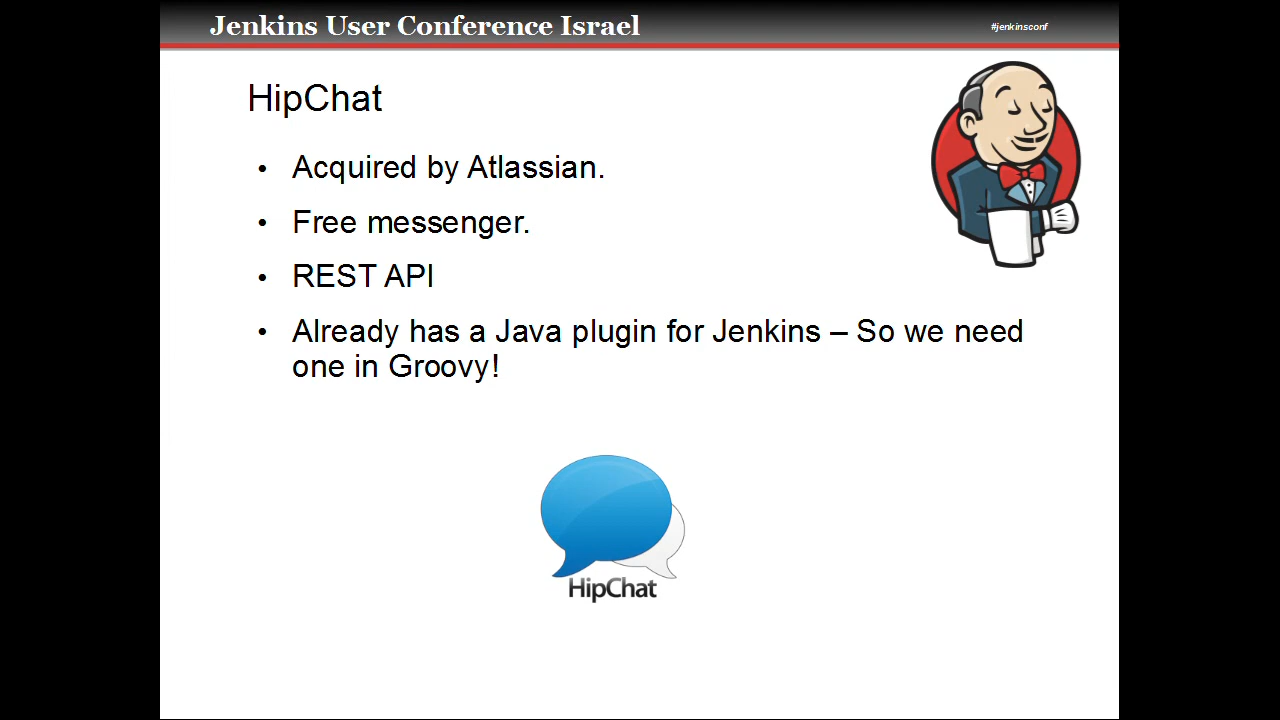 Jenkins User Conference Israel
#jenkinsconf
HipChat
• Acquired by Atlassian.
• Free messenger.
• REST API
• Already has a Java plugin for Jenkins – So we need
one in Groovy!
HipChat